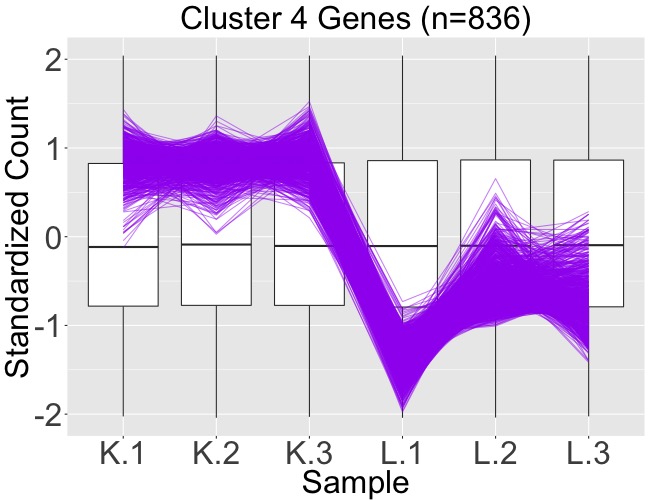 Cluster 4 Genes (n=836)
Standardized Count
2
1
0
-1
-2
K.1 K.2 K.3 L.1 L.2 L.3
Sample